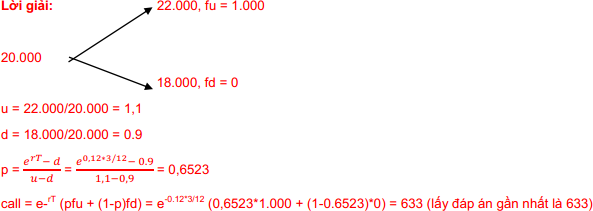 Lời giải:
22.000, fu = 1.000
20.000
18.000, fd = 0
u = 22.000/20.000 = 1,1
d = 18.000/20.000 = 0.9
p = \frac{e^{rT} - d}{u - d} = \frac{e^{0,12*3/12} - 0.9}{1,1 - 0,9} = 0,6523
call = e-^{rT} (pfu + (1-p)fd) = e^{-0.12*3/12} (0,6523*1.000 + (1-0.6523)*0) = 633 (lấy đáp án gần nhất là 633)